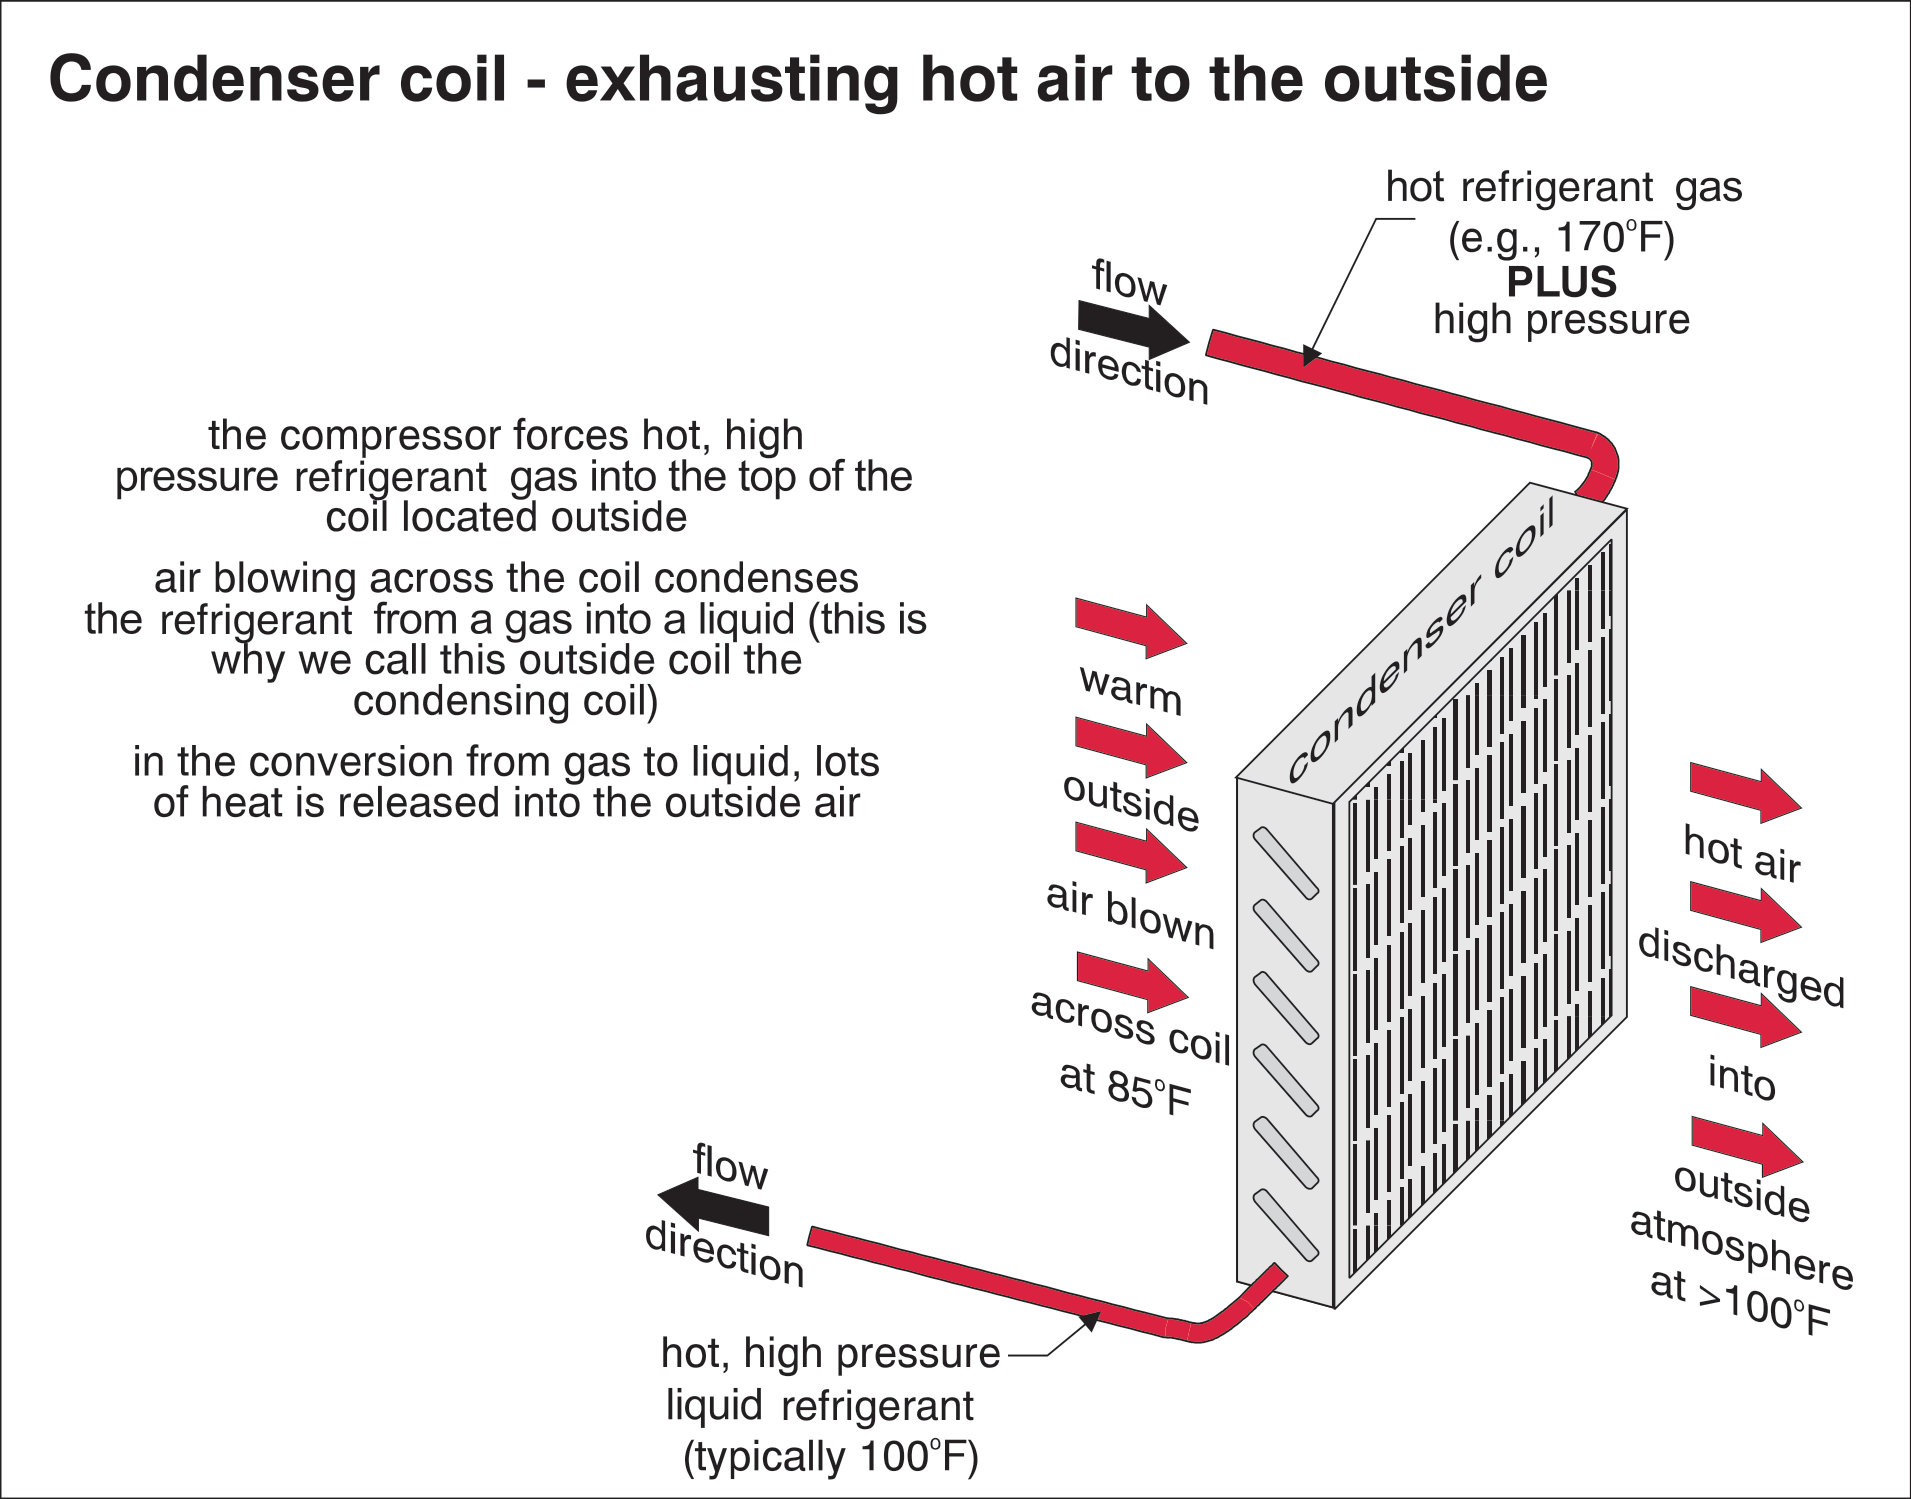 Condenser coil - exhausting hot air to the outside
hot refrigerant gas
(e.g., 170°F)
PLUS
high pressure
flow
direction
the compressor forces hot, high
pressure refrigerant gas into the top of the
coil located outside
air blowing across the coil condenses
the refrigerant from a gas into a liquid (this is
why we call this outside coil the
condensing coil)
in the conversion from gas to liquid, lots
of heat is released into the outside air
condenser coil
warm
outside
air blown
across coil
at 85°F
hot air
discharged
into
outside
atmosphere
at >100°F
flow
direction
hot, high pressure
liquid refrigerant
(typically 100°F)